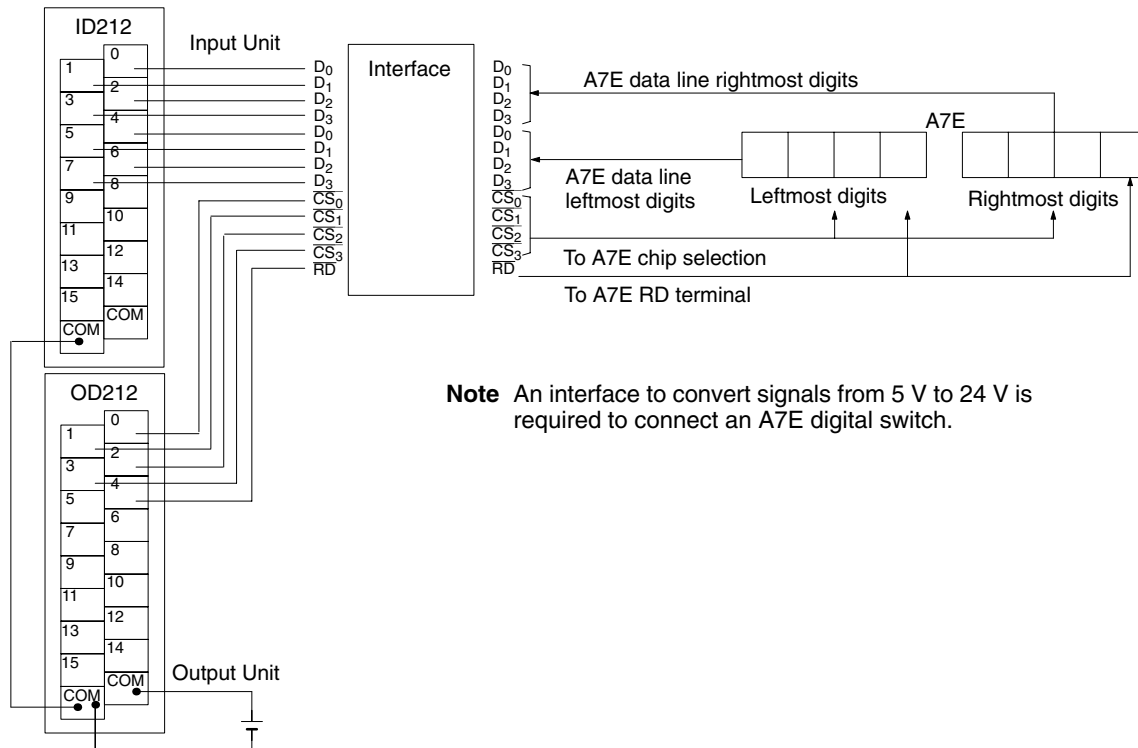 ID212
Input Unit
0
1
2
3
4
5
6
7
8
9
10
11
12
13
14
15
COM
COM
D0
D1
D2
D3
D0
D1
D2
D3
CS0
CS1
CS2
CS3
RD
Interface
D0
D1
D2
D3
D0
D1
D2
D3
CS0
CS1
CS2
CS3
RD
A7E data line rightmost digits
A7E
A7E data line
leftmost digits
Leftmost digits
Rightmost digits
To A7E chip selection
To A7E RD terminal
OD212
0
1
2
3
4
5
6
7
8
9
10
11
12
13
14
15
COM
COM
Output Unit
Note An interface to convert signals from 5 V to 24 V is
required to connect an A7E digital switch.